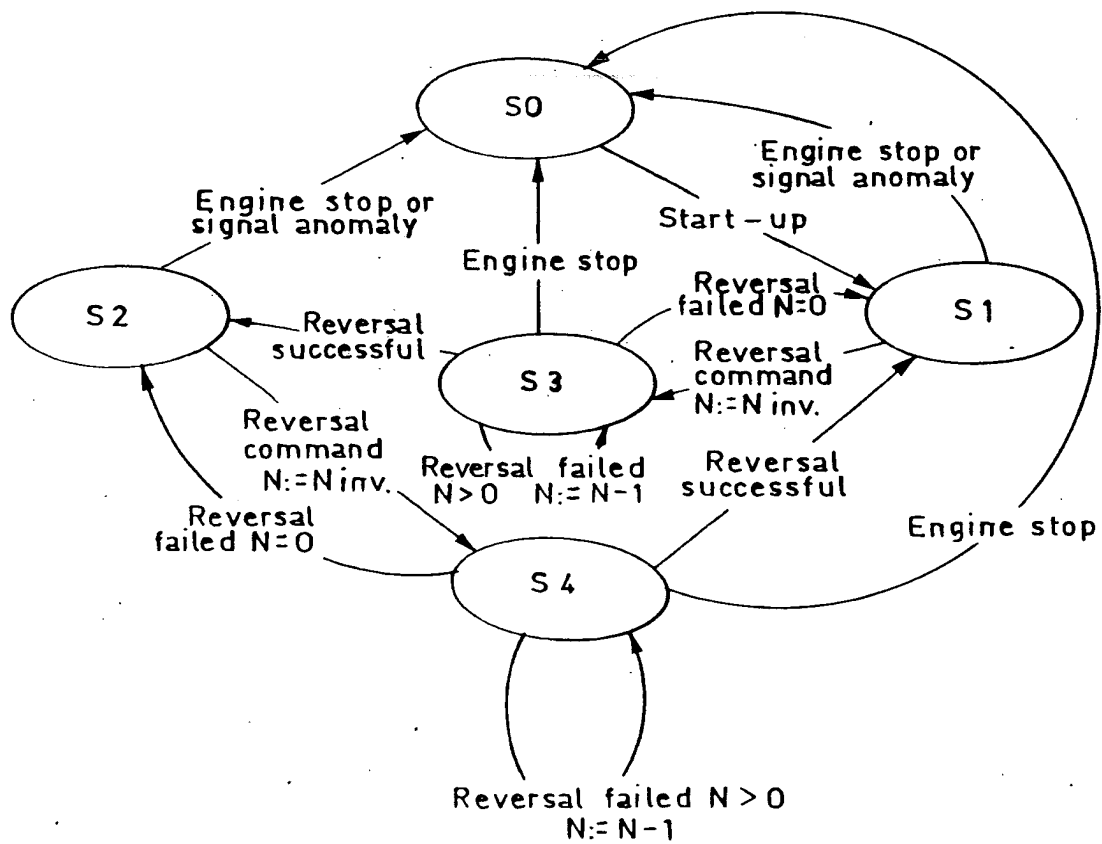 S0
Engine stop or
signal anomaly
Engine stop or
signal anomaly
Start-up
Engine stop
S2
Reversal
successful
Reversal
failed N=0
S1
S3
Reversal
command
N:=N inv.
Reversal
command
N:=N inv.
Reversal failed
N>0 N:=N-1
Reversal
successful
Reversal
failed N=0
Engine stop
S4
Reversal failed N>0
N:=N-1